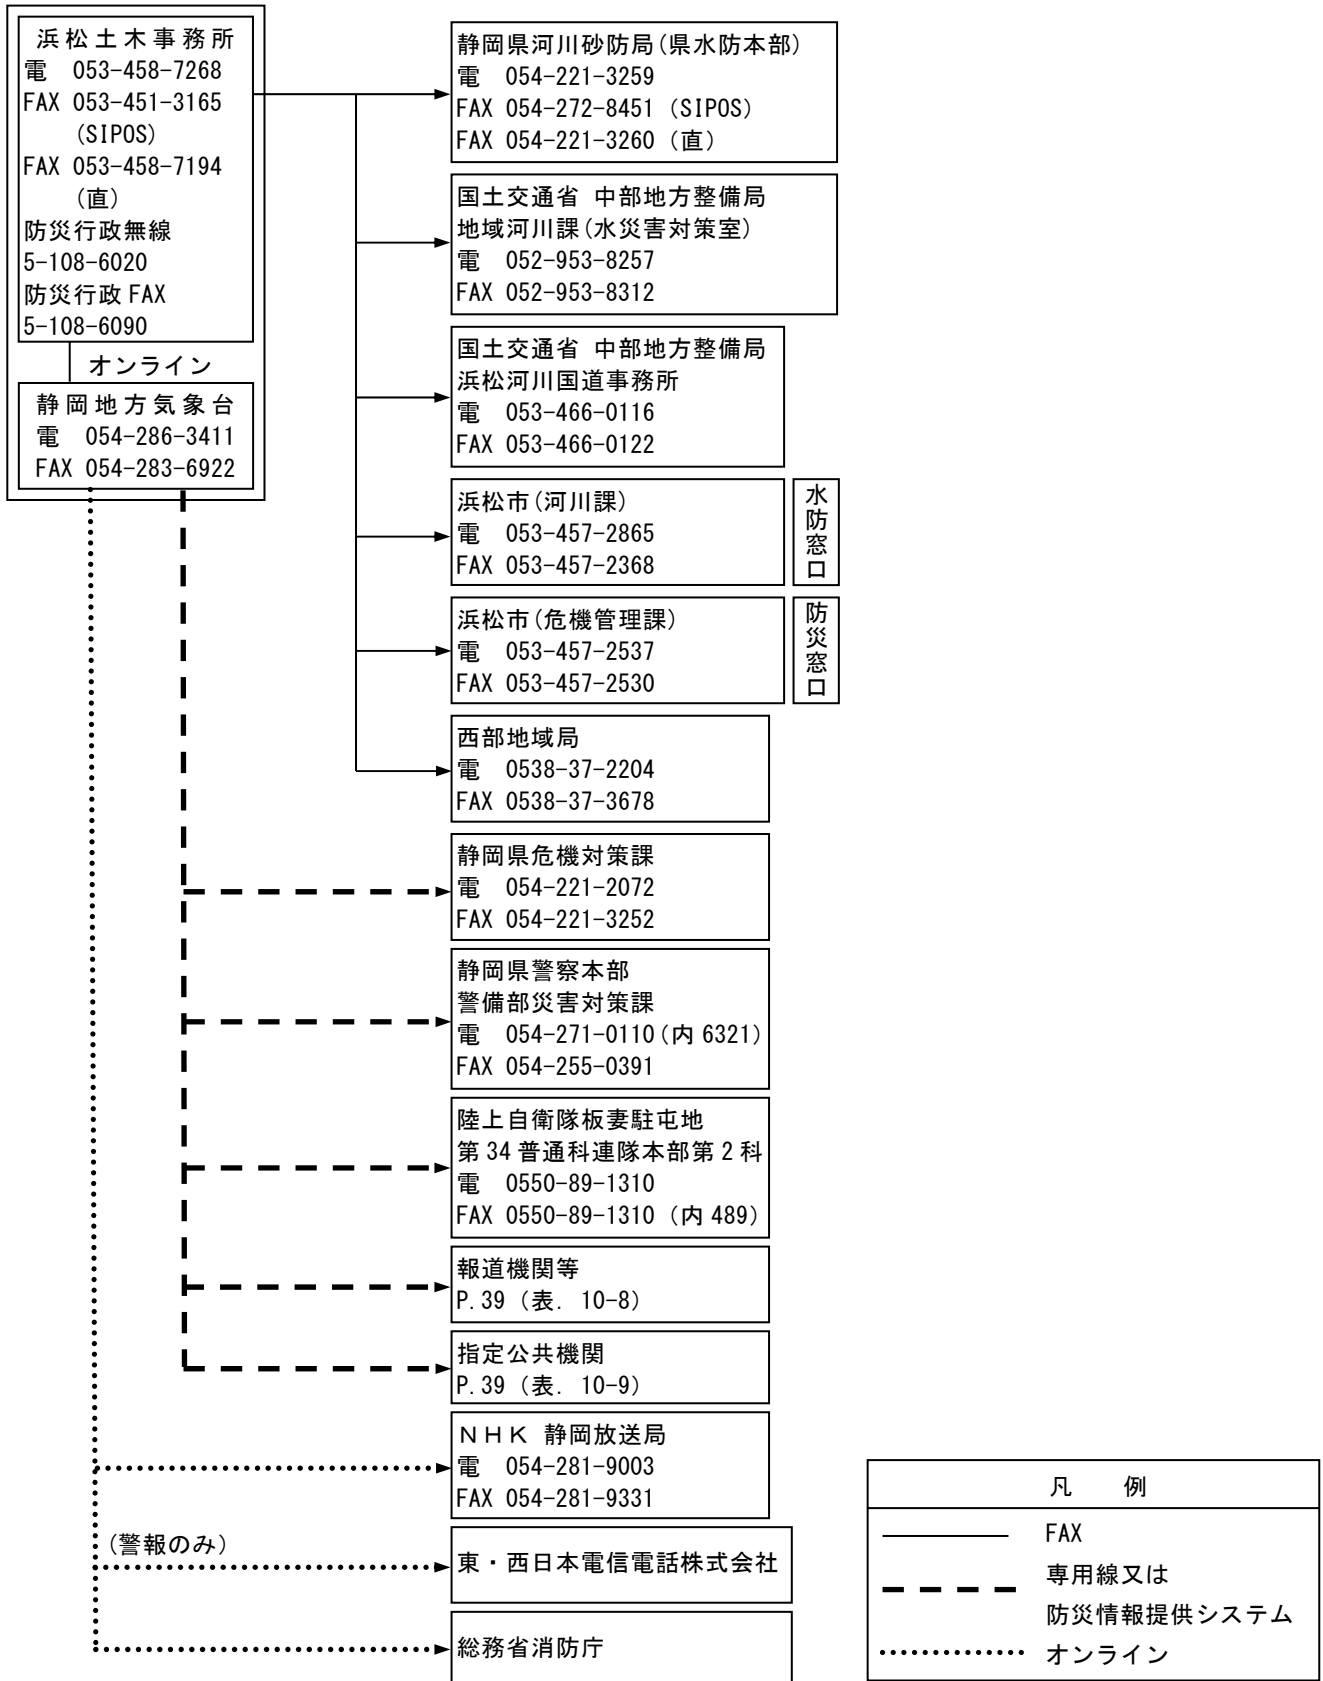 浜松土木事務所
電　053-458-7268
FAX 053-451-3165
(SIPOS)
FAX 053-458-7194
(直)
防災行政無線
5-108-6020
防災行政 FAX
5-108-6090
オンライン
静岡地方気象台
電　054-286-3411
FAX 054-283-6922
静岡県河川砂防局(県水防本部)
電　054-221-3259
FAX 054-272-8451 (SIPOS)
FAX 054-221-3260 (直)
国土交通省 中部地方整備局
地域河川課(水災害対策室)
電　052-953-8257
FAX 052-953-8312
国土交通省 中部地方整備局
浜松河川国道事務所
電　053-466-0116
FAX 053-466-0122
浜松市(河川課)
電　053-457-2865
FAX 053-457-2368
水防窓口
浜松市(危機管理課)
電　053-457-2537
FAX 053-457-2530
防災窓口
西部地域局
電　0538-37-2204
FAX 0538-37-3678
静岡県危機対策課
電　054-221-2072
FAX 054-221-3252
静岡県警察本部
警備部災害対策課
電　054-271-0110(内 6321)
FAX 054-255-0391
陸上自衛隊板妻駐屯地
第 34 普通科連隊本部第 2 科
電　0550-89-1310
FAX 0550-89-1310 (内 489)
報道機関等
P.39 (表. 10-8)
指定公共機関
P.39 (表. 10-9)
ＮＨＫ 静岡放送局
電　054-281-9003
FAX 054-281-9331
(警報のみ)
東・西日本電信電話株式会社
総務省消防庁
凡　例
FAX
専用線又は
防災情報提供システム
オンライン